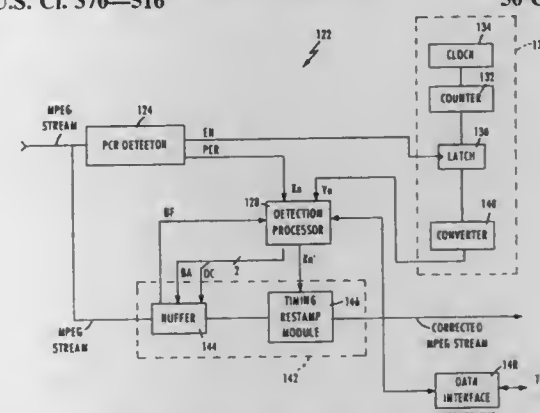 U.S. Cl. 370—516
122
134
CLOCK
132
COUNTER
136
LATCH
140
CONVERTER
MPEG
STREAM
124
PCR DETECTOR
EN
PCR
Xn
Yn
128
DETECTION
PROCESSOR
BF
BA
OC
2
Xn'
BUFFER
144
TIMING
RESTAMP
MODULE
146
142
MPEG
STREAM
CORRECTED
MPEG STREAM
DATA
INTERFACE
148